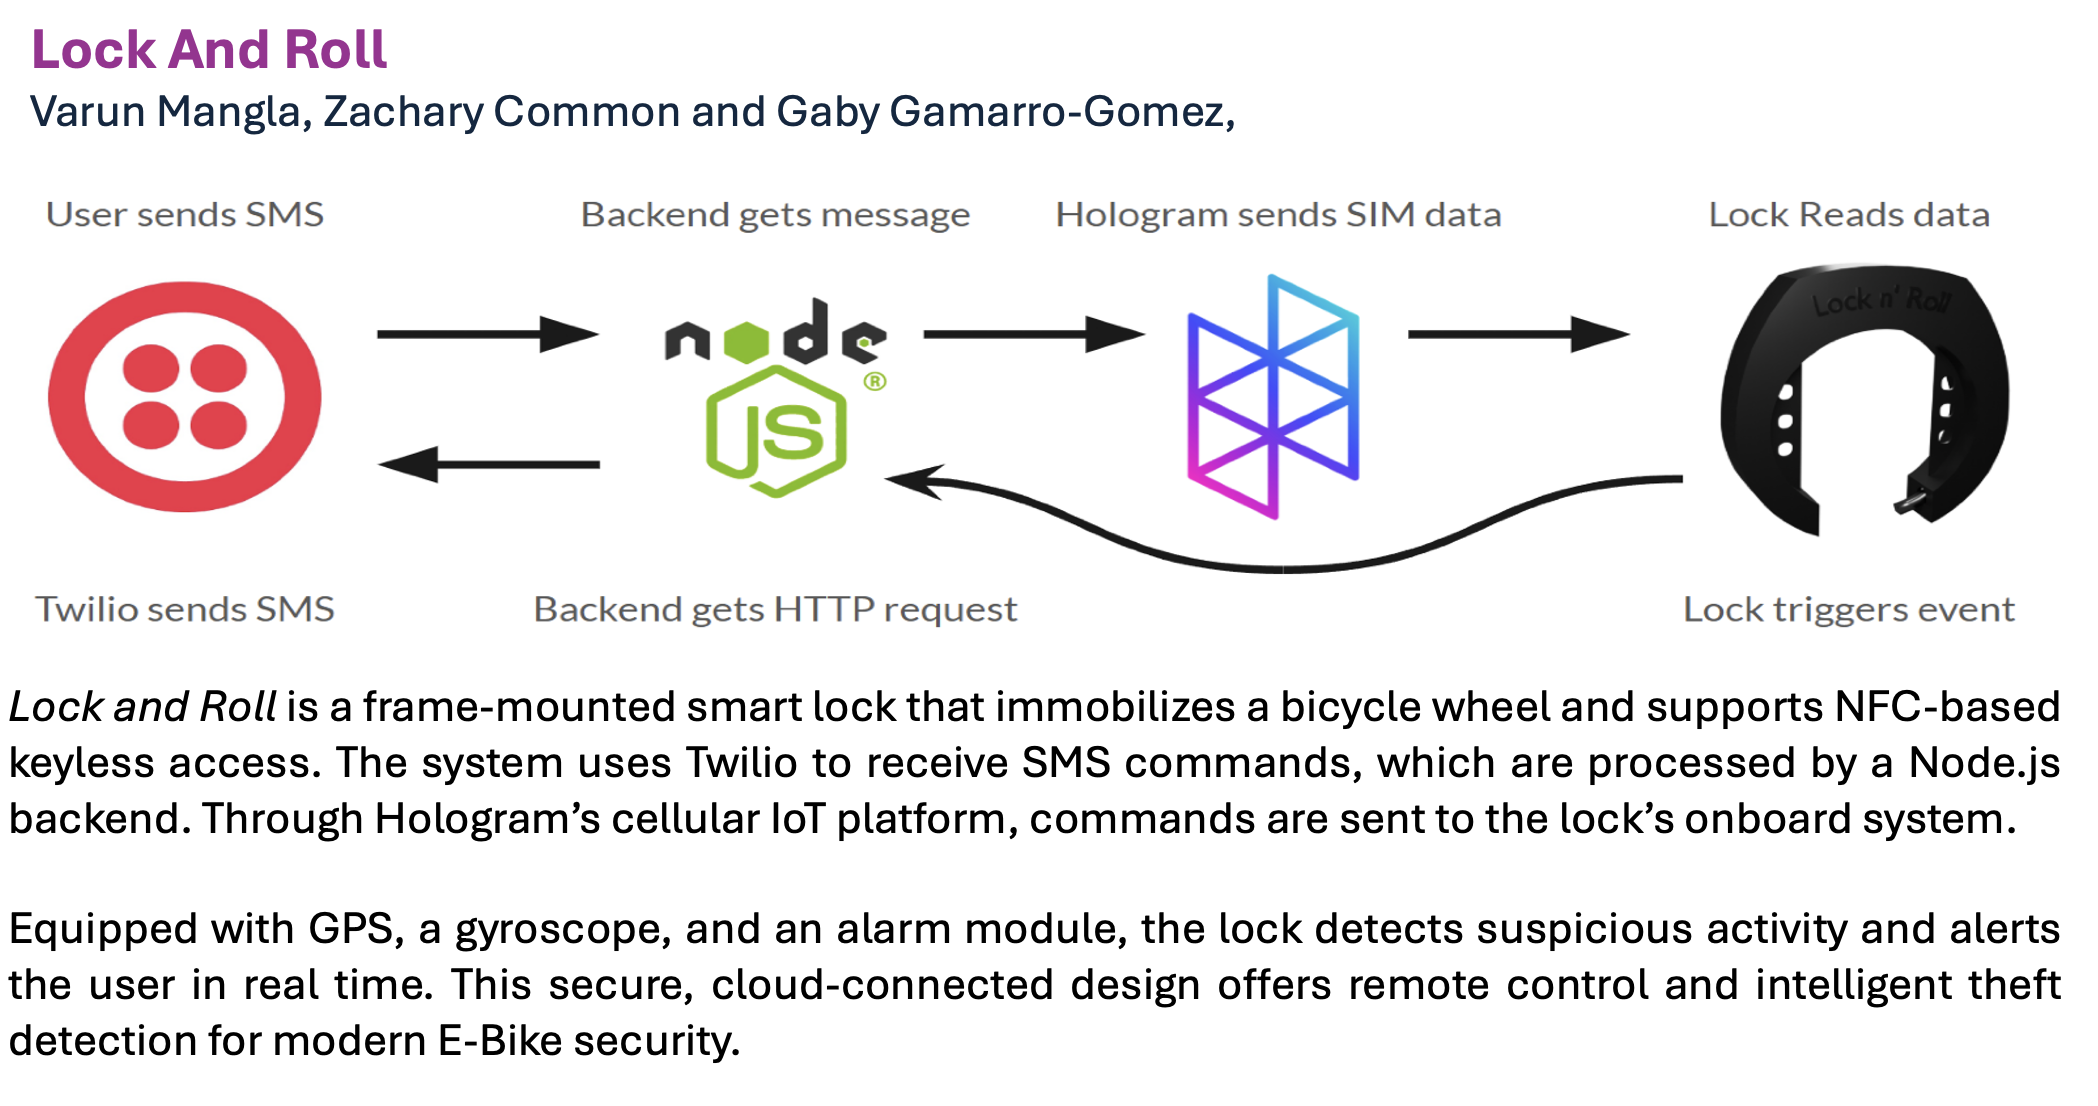 Lock And Roll
Varun Mangla, Zachary Common and Gaby Gamarro-Gomez,
User sends SMS
Backend gets message
Hologram sends SIM data
Lock Reads data
Lock n' Roll
node
®
JS
Twilio sends SMS
Backend gets HTTP request
Lock triggers event
Lock and Roll is a frame-mounted smart lock that immobilizes a bicycle wheel and supports NFC-based
keyless access. The system uses Twilio to receive SMS commands, which are processed by a Node.js
backend. Through Hologram’s cellular IoT platform, commands are sent to the lock’s onboard system.
Equipped with GPS, a gyroscope, and an alarm module, the lock detects suspicious activity and alerts
the user in real time. This secure, cloud-connected design offers remote control and intelligent theft
detection for modern E-Bike security.